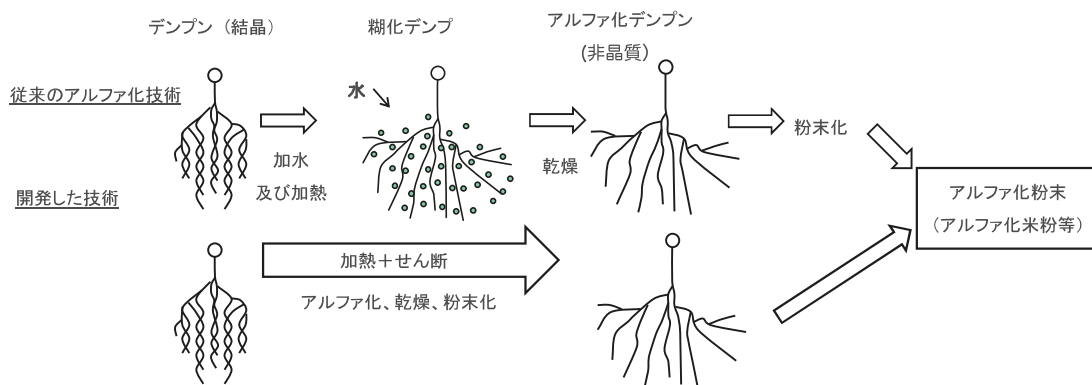 デンプン（結晶）
糊化デンプ
アルファ化デンプン
(非晶質)
従来のアルファ化技術
水
加水
及び加熱
乾燥
粉末化
開発した技術
加熱＋せん断
アルファ化、乾燥、粉末化
アルファ化粉末
（アルファ化米粉等）